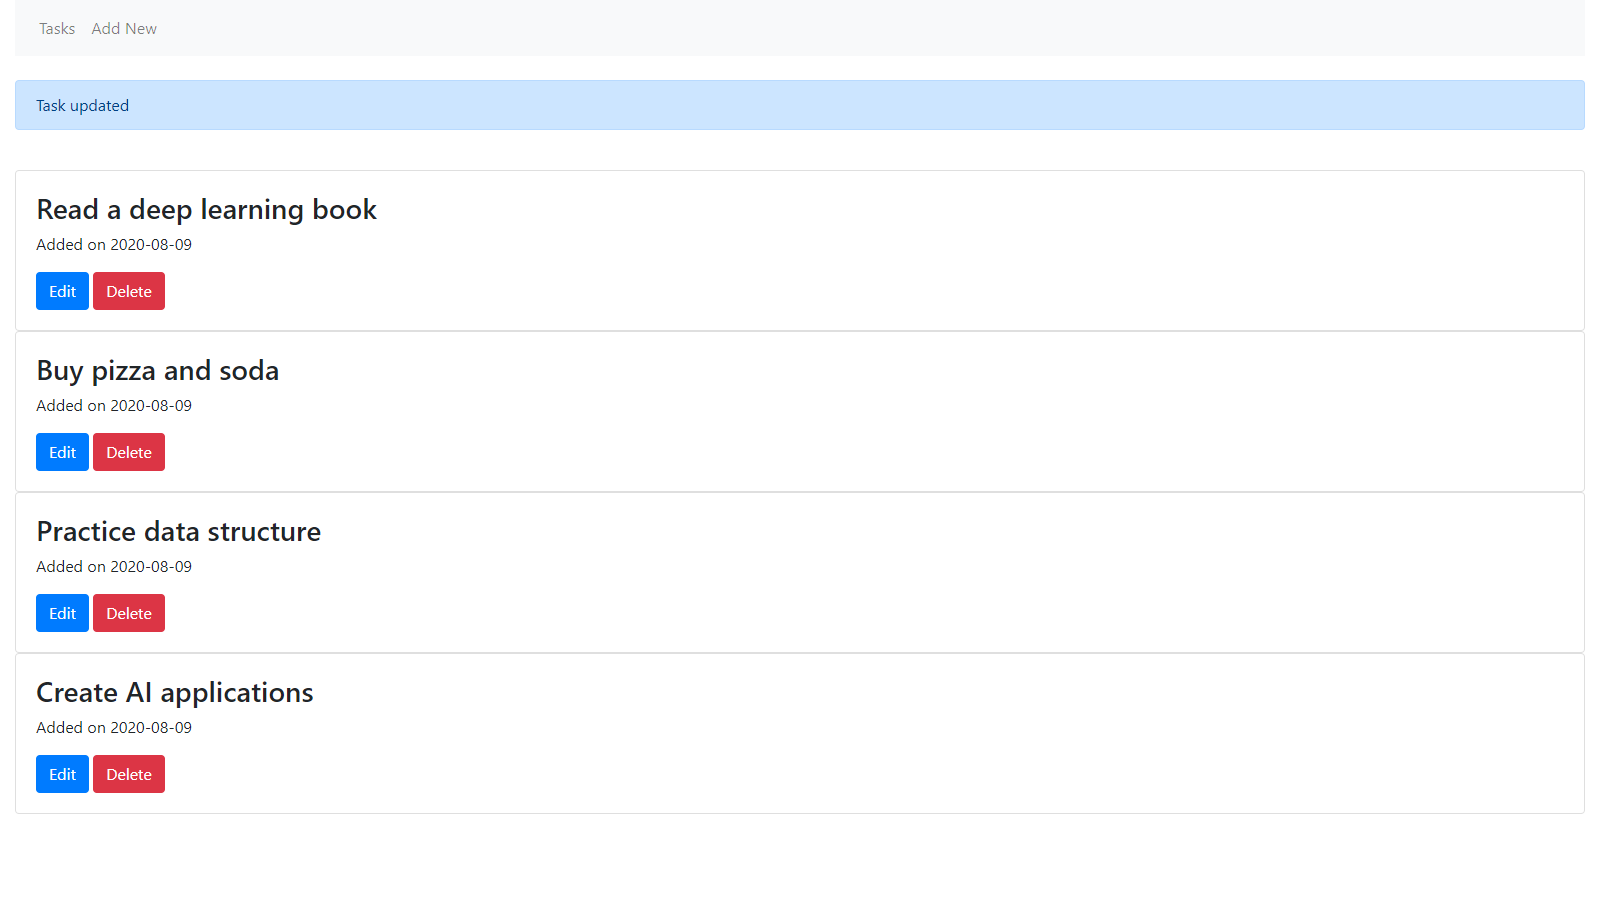 Tasks Add New
Task updated
Read a deep learning book
Added on 2020-08-09
Edit Delete
Buy pizza and soda
Added on 2020-08-09
Edit Delete
Practice data structure
Added on 2020-08-09
Edit Delete
Create AI applications
Added on 2020-08-09
Edit Delete